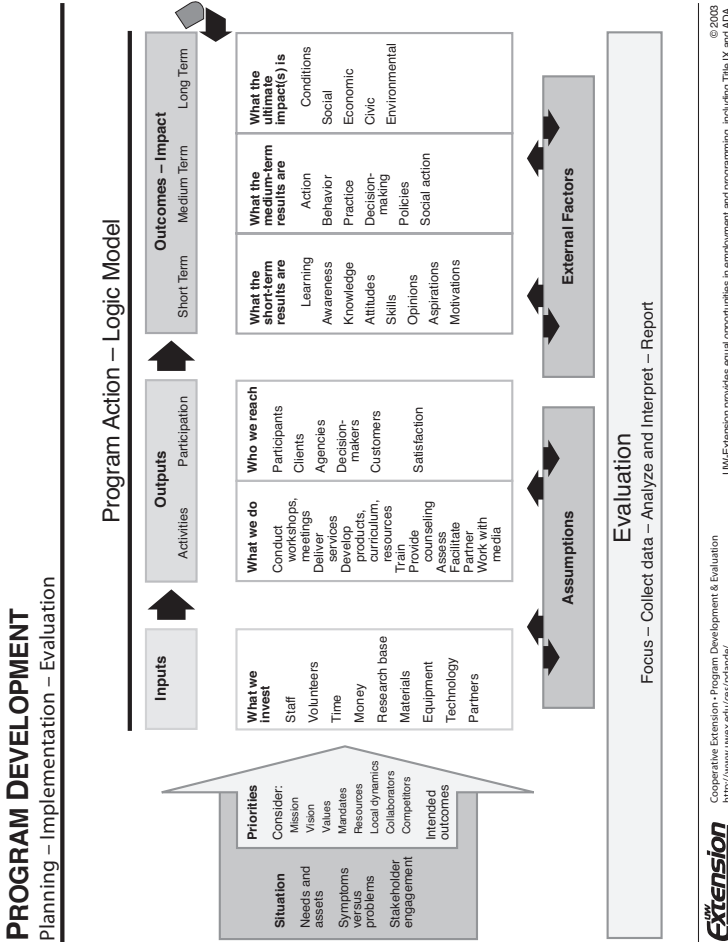 PROGRAM DEVELOPMENT
Planning – Implementation – Evaluation
Program Action – Logic Model
Inputs
Outputs
Activities Participation
Outcomes – Impact
Short Term Medium Term Long Term
Situation
Needs and
assets
Symptoms
versus
problems
Stakeholder
engagement
Priorities
Consider:
Mission
Vision
Values
Mandates
Resources
Local dynamics
Collaborators
Competitors
Intended
outcomes
What we
invest
Staff
Volunteers
Time
Money
Research base
Materials
Equipment
Technology
Partners
What we do
Conduct
workshops,
meetings
Deliver
services
Develop
products,
curriculum,
resources
Train
Provide
counseling
Assess
Facilitate
Partner
Work with
media
Who we reach
Participants
Clients
Agencies
Decision-
makers
Customers
Satisfaction
What the
short-term
results are
Learning
Awareness
Knowledge
Attitudes
Skills
Opinions
Aspirations
Motivations
What the
medium-term
results are
Action
Behavior
Practice
Decision-
making
Policies
Social action
What the
ultimate
impact(s) is
Conditions
Social
Economic
Civic
Environmental
Assumptions
External Factors
Evaluation
Focus – Collect data – Analyze and Interpret – Report
UW
Extension
Cooperative Extension • Program Development & Evaluation
http://www.uwex.edu/ces/pdande/
© 2003
UW-Extension provides equal opportunities in employment and programming, including Title IX and ADA